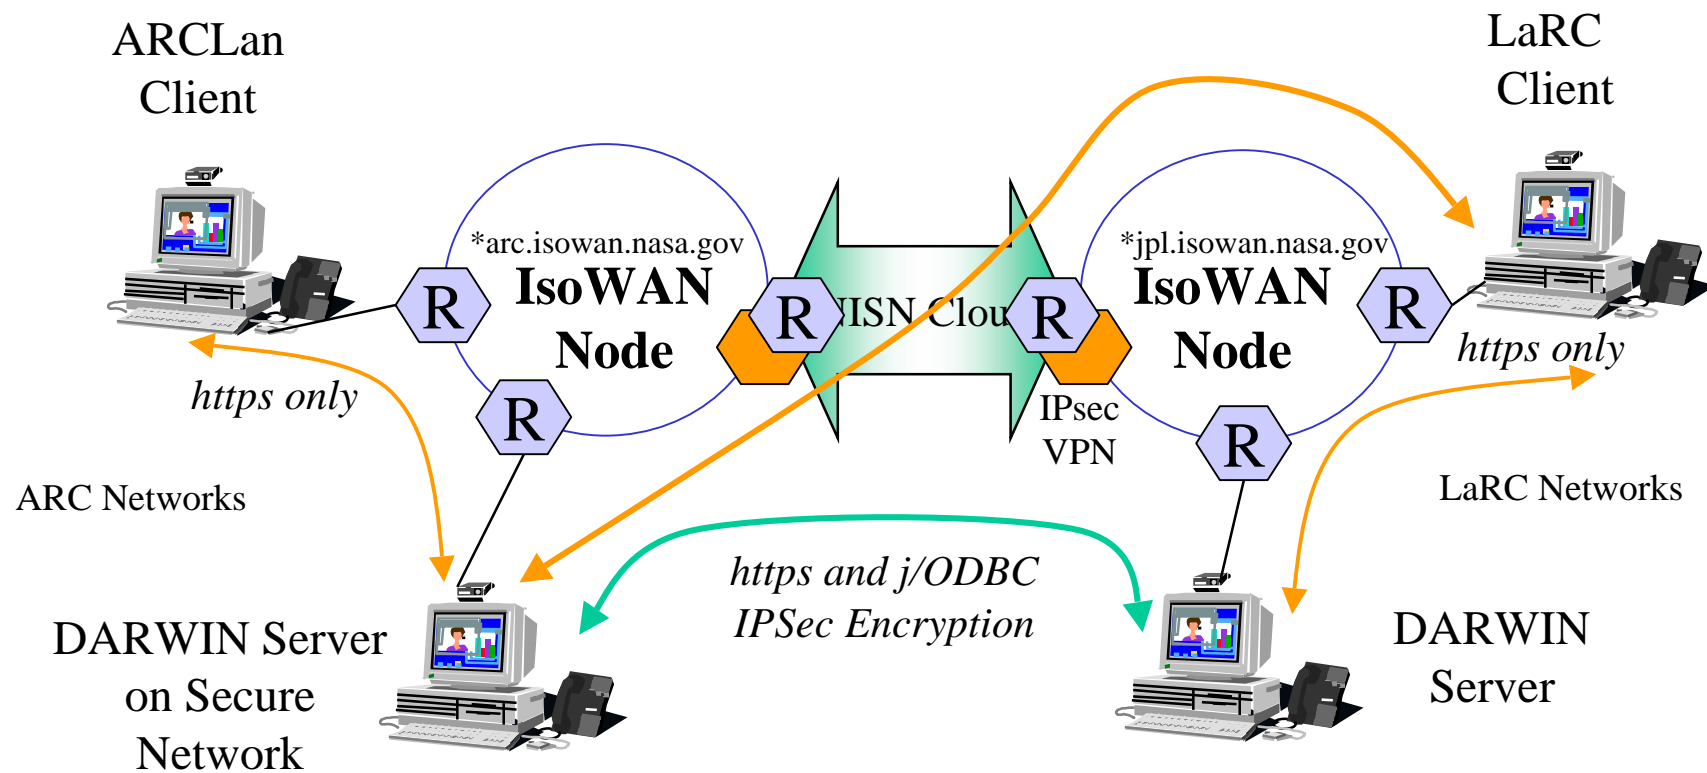 ARCLan
Client
LaRC
Client
*arc.isowan.nasa.gov
IsoWAN
Node
*jpl.isowan.nasa.gov
IsoWAN
Node
R
R
R
NISN Clou
R
R
R
https only
https only
IPsec
VPN
ARC Networks
LaRC Networks
https and j/ODBC
IPSec Encryption
DARWIN Server
on Secure
Network
DARWIN
Server